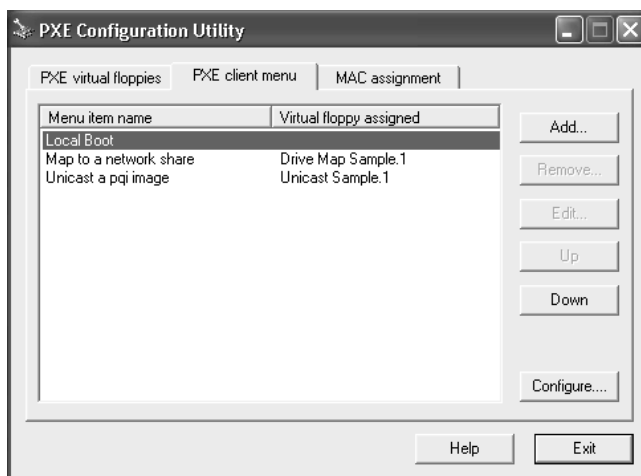 PXE Configuration Utility
PXE virtual floppies PXE client menu MAC assignment
Menu item name Virtual floppy assigned
Local Boot
Map to a network share Drive Map Sample.1
Unicast a pqi image Unicast Sample.1
Add...
Remove...
Edit...
Up
Down
Configure....
Help Exit